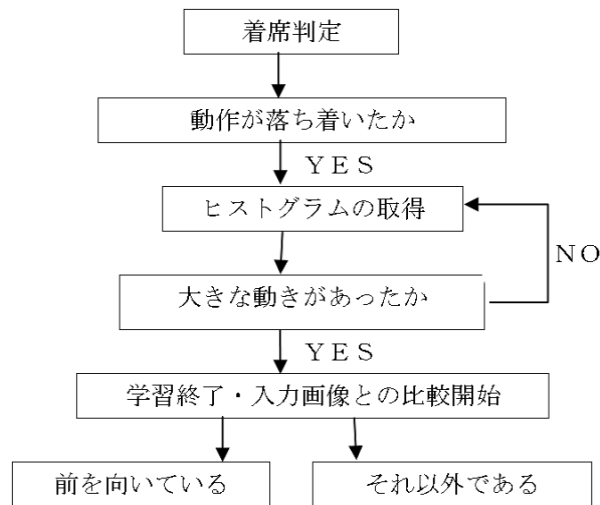 着席判定
動作が落ち着いたか
ＹＥＳ
ヒストグラムの取得
ＮＯ
大きな動きがあったか
ＹＥＳ
学習終了・入力画像との比較開始
前を向いている
それ以外である